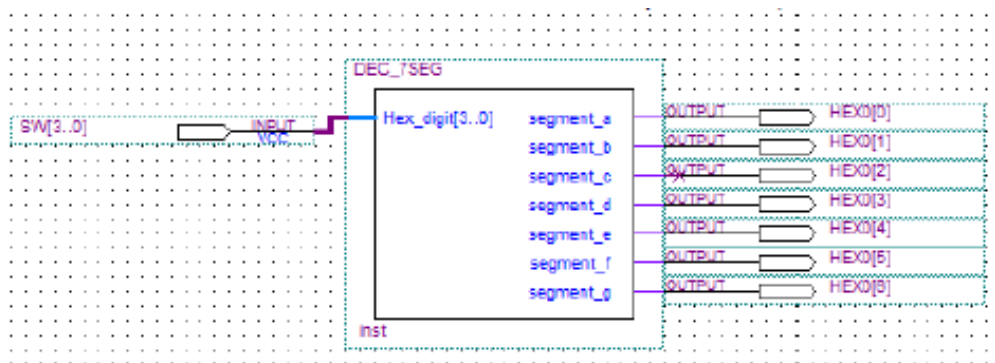 DEC_7SEG
SW[3..0] INPUT VCC
Hex_digit[3..0] segment_a OUTPUT HEX0[0]
segment_b OUTPUT HEX0[1]
segment_c OUTPUT HEX0[2]
segment_d OUTPUT HEX0[3]
segment_e OUTPUT HEX0[4]
segment_f OUTPUT HEX0[5]
segment_g OUTPUT HEX0[6]
inst